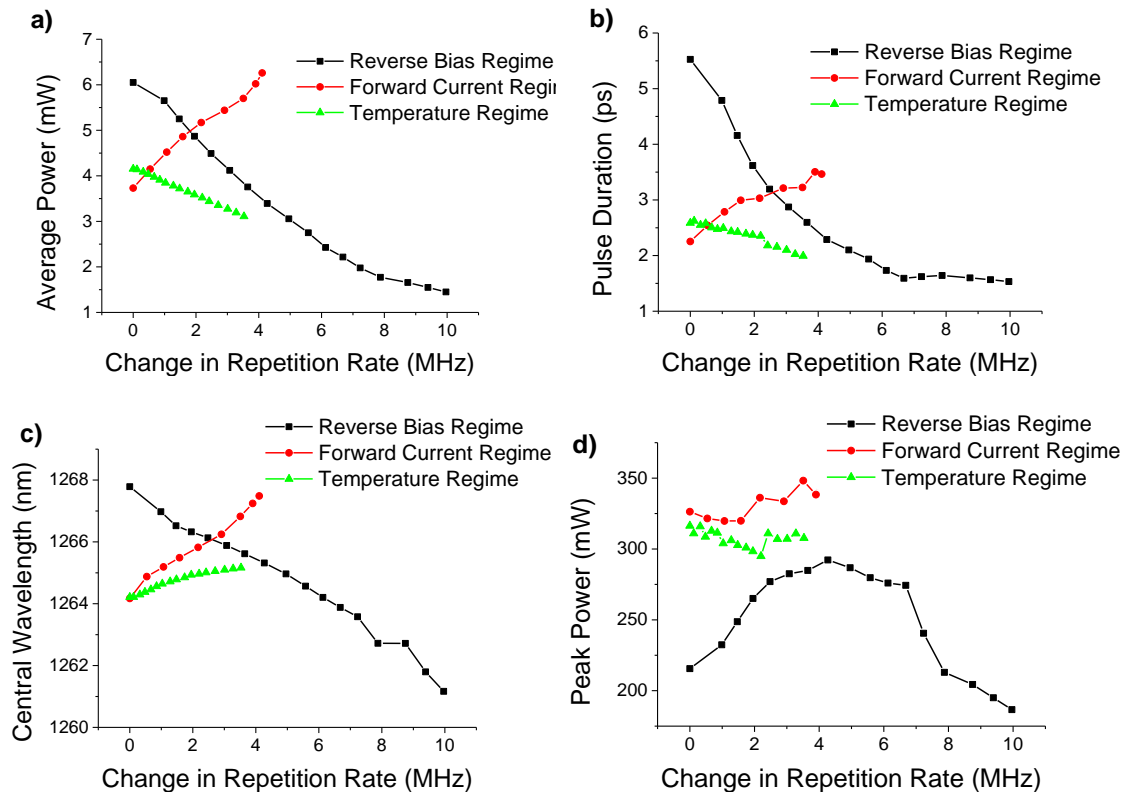 a)
Reverse Bias Regime
Forward Current Regi
Temperature Regime
7
6
5
4
3
2
1
0 2 4 6 8 10
Average Power (mW)
Change in Repetition Rate (MHz)
b)
Reverse Bias Regime
Forward Current Regime
Temperature Regime
6
5
4
3
2
1
0 2 4 6 8 10
Pulse Duration (ps)
Change in Repetition Rate (MHz)
c)
Reverse Bias Regime
Forward Current Regime
Temperature Regime
1268
1266
1264
1262
1260
0 2 4 6 8 10
Central Wavelength (nm)
Change in Repetition Rate (MHz)
d)
Reverse Bias Regime
Forward Current Regime
Temperature Regime
350
300
250
200
0 2 4 6 8 10
Peak Power (mW)
Change in Repetition Rate (MHz)